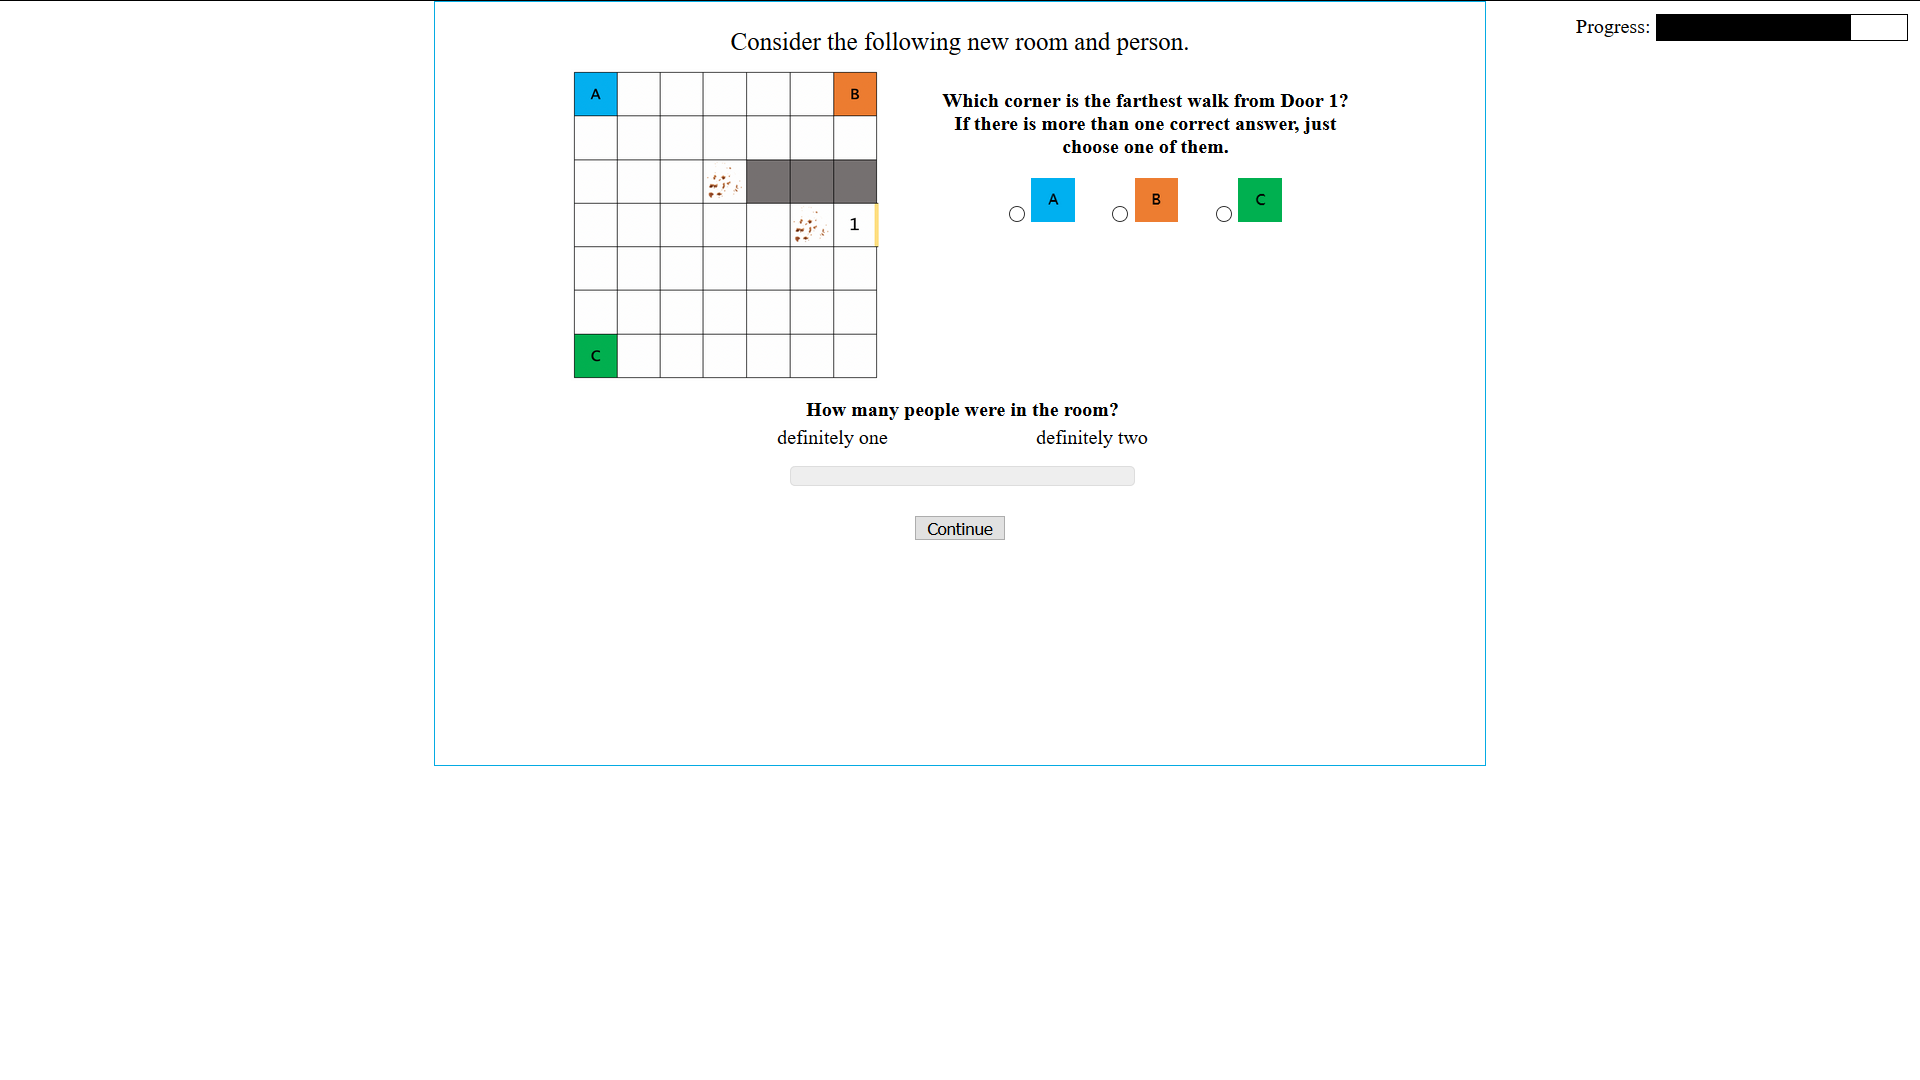 Progress:
Consider the following new room and person.
A
B
1
C
Which corner is the farthest walk from Door 1?
If there is more than one correct answer, just
choose one of them.
A
B
C
How many people were in the room?
definitely one
definitely two
Continue